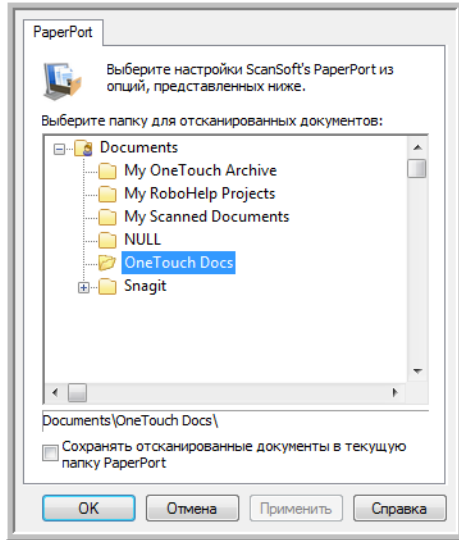 PaperPort
Выберите настройки ScanSoft's PaperPort из
опций, представленных ниже.
Выберите папку для отсканированных документов:
Documents
My OneTouch Archive
My RoboHelp Projects
My Scanned Documents
NULL
OneTouch Docs
Snagit
Documents\OneTouch Docs\
Сохранять отсканированные документы в текущую
папку PaperPort
OK Отмена Применить Справка